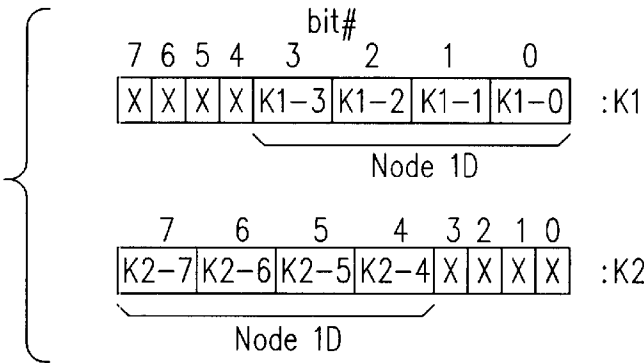 bit#
7 6 5 4 3 2 1 0
X X X X K1-3 K1-2 K1-1 K1-0 :K1
Node 1D
7 6 5 4 3 2 1 0
K2-7 K2-6 K2-5 K2-4 X X X X :K2
Node 1D